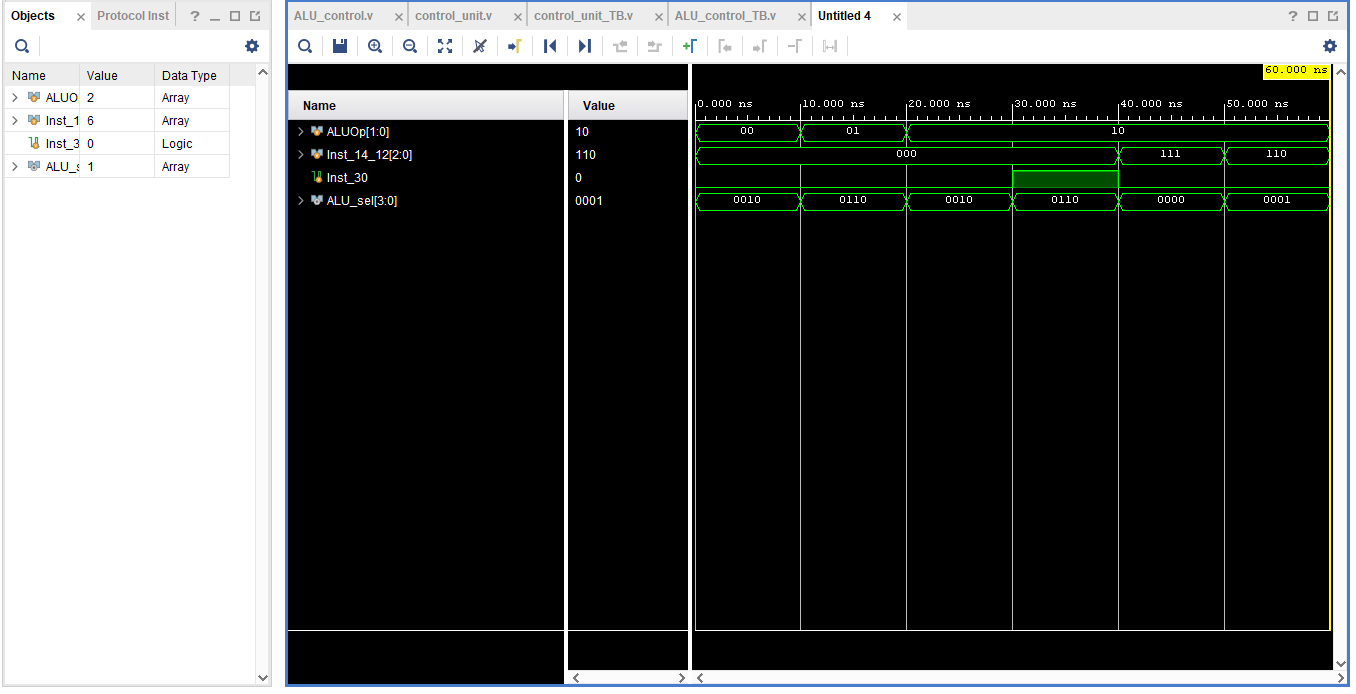 Objects Protocol Inst ?
Name Value Data Type
ALUO 2 Array
Inst_1 6 Array
Inst_3 0 Logic
ALU_s 1 Array
ALU_control.v control_unit.v control_unit_TB.v ALU_control_TB.v Untitled 4 ?
60.000 ns
Name Value
0.000 ns 10.000 ns 20.000 ns 30.000 ns 40.000 ns 50.000 ns
ALUOp[1:0] 10 00 01 10
Inst_14_12[2:0] 110 000 111 110
Inst_30 0
ALU_sel[3:0] 0001 0010 0110 0010 0110 0000 0001